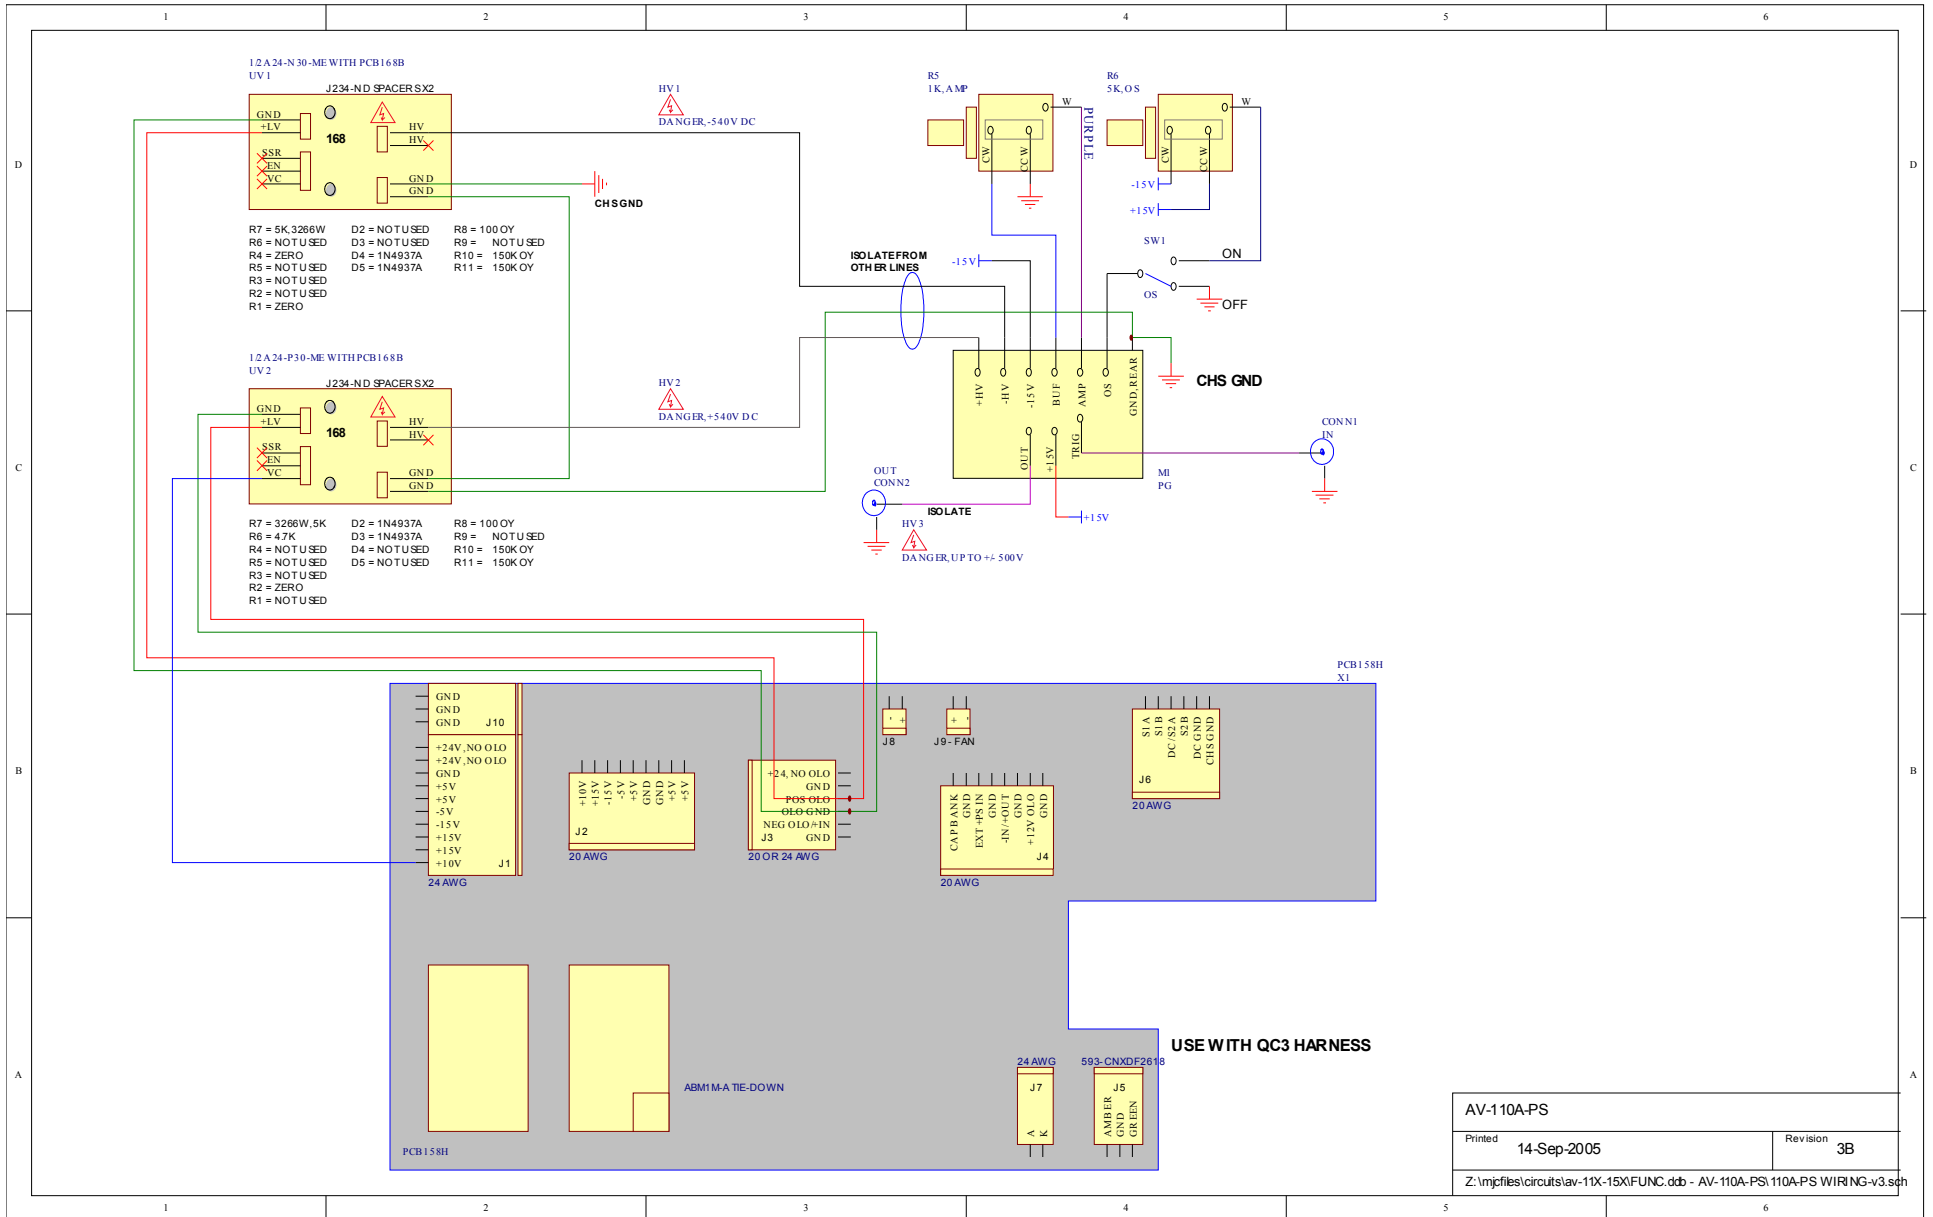 1 2 3 4 5 6
1/2A24-N30-ME WITH PCB168B
UV1
J234-ND SPACERS X2
GND
+LV
168
HV
HV
SSR
EN
VC
GND
GND
CHSGND
R7 = 5K,3266W D2 = NOT USED R8 = 100 OY
R6 = NOT USED D3 = NOT USED R9 = NOT USED
R4 = ZERO D4 = 1N4937A R10 = 150K OY
R5 = NOT USED D5 = 1N4937A R11 = 150K OY
R3 = NOT USED
R2 = NOT USED
R1 = ZERO
HV1
DANGER,-540V DC
R5
1K, AMP
W
CW
CCW
PURPLE
R6
5K, OS
W
CW
CCW
-15V
+15V
SW1
ON
OS
OFF
ISOLATE FROM
OTHER LINES
-15V
D D
1/2A24-P30-ME WITH PCB168B
UV2
J234-ND SPACERS X2
GND
+LV
168
HV
HV
SSR
EN
VC
GND
GND
R7 = 3266W,5K D2 = 1N4937A R8 = 100 OY
R6 = 4.7K D3 = 1N4937A R9 = NOT USED
R4 = NOT USED D4 = NOT USED R10 = 150K OY
R5 = NOT USED D5 = NOT USED R11 = 150K OY
R3 = NOT USED
R2 = ZERO
R1 = NOT USED
HV2
DANGER,+540V DC
+HV
-HV
-15V
BUF
AMP
OS
GND, REAR
OUT
+15V
TRIG
CHS GND
M1
PG
CONN1
IN
OUT
CONN2
ISOLATE
HV3
DANGER, UP TO +/- 500V
+15V
C C
PCB158H
X1
GND
GND
GND
J10
+24V, NO OLO
+24V, NO OLO
GND
+5V
+5V
-5V
-15V
+15V
+15V
+10V
J1
24 AWG
+10V
+15V
-15V
-5V
+5V
GND
GND
+5V
+5V
J2
20 AWG
+24, NO OLO
GND
POS OLO
OLO GND
NEG OLO/+IN
GND
J3
20 OR 24 AWG
- +
J8
+ -
J9 - FAN
CAP BANK
GND
EXT +PS IN
GND
-IN/+OUT
GND
+12V OLO
GND
J4
20 AWG
S1A
S1B
DC/S2A
S2B
DC GND
CHS GND
J6
20 AWG
B B
ABM1M-A TIE-DOWN
PCB158H
24 AWG
J7
A
K
593-CNXDF2618
J5
AMBER
GND
GREEN
USE WITH QC3 HARNESS
A A
AV-110A-PS
Printed 14-Sep-2005 Revision 3B
Z:\mjcfiles\circuits\av-11X-15X\FUNC.ddb - AV-110A-PS\110A-PS WIRING-v3.sch
1 2 3 4 5 6